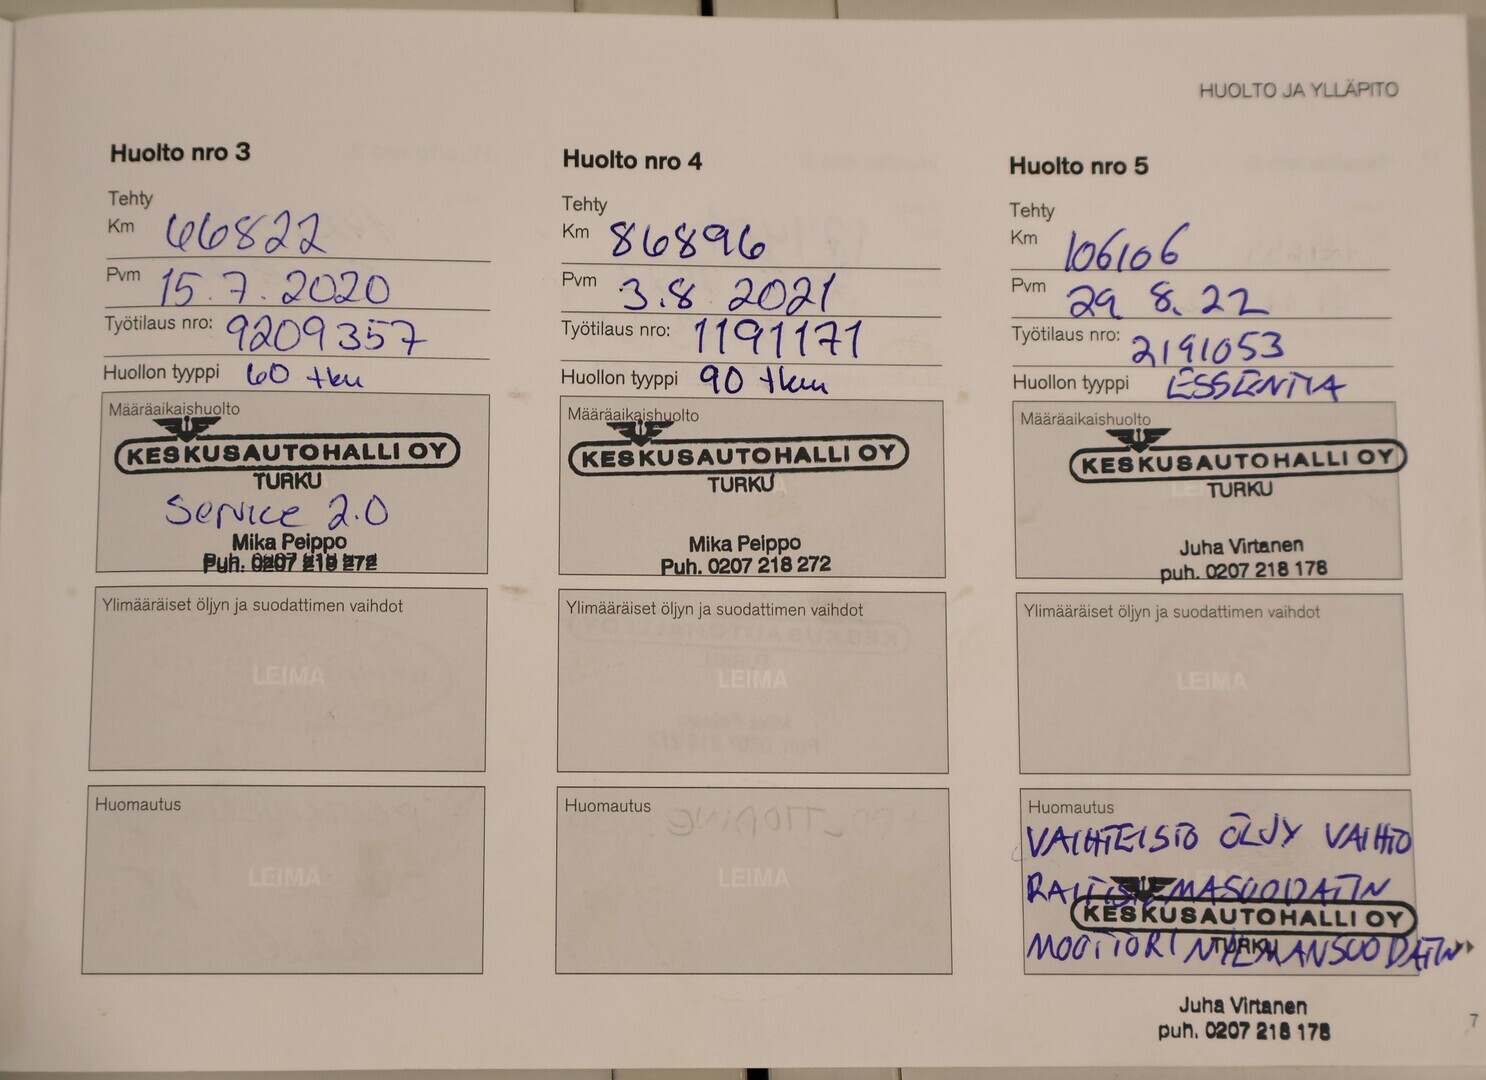 HUOLTO JA YLLÄPITO
Huolto nro 3
Tehty
Km 66822
Pvm 15.7.2020
Työtilaus nro: 9209357
Huollon tyyppi 60 tkm
Määräaikaishuolto
KESKUSAUTOHALLI OY
TURKU
Service 2.0
Mika Peippo
Puh. 0207 218 272
Ylimääräiset öljyn ja suodattimen vaihdot
LEIMA
Huomautus
LEIMA
Huolto nro 4
Tehty
Km 86896
Pvm 3.8.2021
Työtilaus nro: 1191171
Huollon tyyppi 90 tkm
Määräaikaishuolto
KESKUSAUTOHALLI OY
TURKU
Mika Peippo
Puh. 0207 218 272
Ylimääräiset öljyn ja suodattimen vaihdot
LEIMA
Huomautus
LEIMA
Huolto nro 5
Tehty
Km 106106
Pvm 29.8.22
Työtilaus nro: 2191053
Huollon tyyppi ESSENTIA
Määräaikaishuolto
KESKUSAUTOHALLI OY
TURKU
Juha Virtanen
puh. 0207 218 178
Ylimääräiset öljyn ja suodattimen vaihdot
LEIMA
Huomautus
VAIHTEISTO ÖLJY VAIHTO
RAITISILMASUODATIN
KESKUSAUTOHALLI OY
TURKU
MOOTTORINILMANSUODATIN
Juha Virtanen
puh. 0207 218 178
7